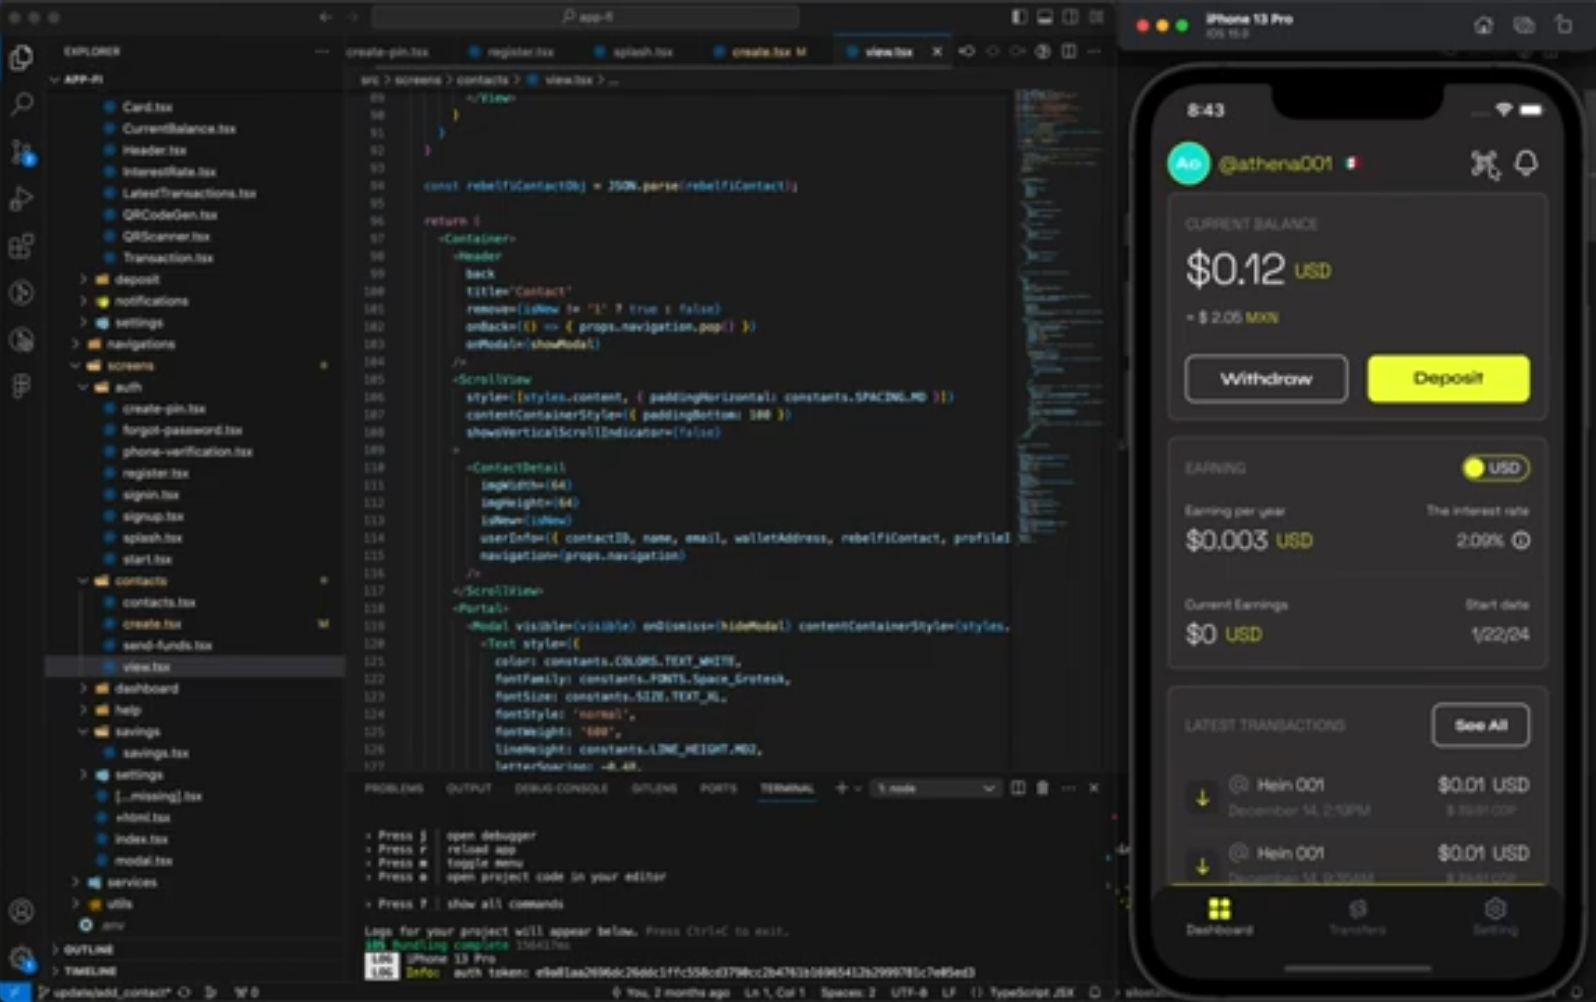 app-fi
EXPLORER
APP-FI
Card.tsx
CurrentBalance.tsx
Header.tsx
InterestRate.tsx
LatestTransactions.tsx
QRCodeGen.tsx
QRScanner.tsx
Transaction.tsx
deposit
notifications
settings
navigations
screens
auth
create-pin.tsx
forgot-password.tsx
phone-verification.tsx
register.tsx
signin.tsx
signup.tsx
splash.tsx
start.tsx
contacts
contacts.tsx
create.tsx M
send-funds.tsx
view.tsx
dashboard
help
savings
savings.tsx
settings
[...missing].tsx
+html.tsx
index.tsx
modal.tsx
services
utils
.env
OUTLINE
TIMELINE
create-pin.tsx register.tsx splash.tsx create.tsx M view.tsx
src > screens > contacts > view.tsx > ...
89 </View>
90 )
91 }
92 }
93
94 const rebelfiContactObj = JSON.parse(rebelfiContact);
95
96 return (
97 <Container>
98 <Header
99 back
100 title="Contact"
101 remove={isNew != '1' ? true : false}
102 onBack={() => { props.navigation.pop() }}
103 onModal={showModal}
104 />
105 <ScrollView
106 style={[styles.content, { paddingHorizontal: constants.SPACING.MD }]}
107 contentContainerStyle={{ paddingBottom: 100 }}
108 showsVerticalScrollIndicator={false}
109 >
110 <ContactDetail
111 imgWidth={64}
112 imgHeight={64}
113 isNew={isNew}
114 userInfo={{ contactID, name, email, walletAddress, rebelfiContact, profileI
115 navigation={props.navigation}
116 />
117 </ScrollView>
118 <Portal>
119 <Modal visible={visible} onDismiss={hideModal} contentContainerStyle={styles.
120 <Text style={{
121 color: constants.COLORS.TEXT_WHITE,
122 fontFamily: constants.FONTS.Space_Grotesk,
123 fontSize: constants.SIZE.TEXT_XL,
124 fontStyle: 'normal',
125 fontWeight: '600',
126 lineHeight: constants.LINE_HEIGHT.MD2,
127 letterSpacing: -0.48,
PROBLEMS OUTPUT DEBUG CONSOLE GITLENS PORTS TERMINAL node
› Press j | open debugger
› Press r | reload app
› Press m | toggle menu
› Press o | open project code in your editor
› Press ? | show all commands
Logs for your project will appear below. Press Ctrl+C to exit.
iOS Bundling complete
LOG iPhone 13 Pro
LOG Info: auth token:
update/add_contact* You, 2 months ago Ln 1, Col 1 Spaces: 2 UTF-8 LF TypeScript JSX
iPhone 13 Pro
iOS 15.0
8:43
Ao @athena001
CURRENT BALANCE
$0.12 USD
≈ $ 2.05 MXN
Withdraw Deposit
EARNING USD
Earning per year The interest rate
$0.003 USD 2.09%
Current Earnings Start date
$0 USD 1/22/24
LATEST TRANSACTIONS See All
@ Hein 001 $0.01 USD
December 14, 2:10PM
@ Hein 001 $0.01 USD
December 14,
Dashboard Transfers Setting